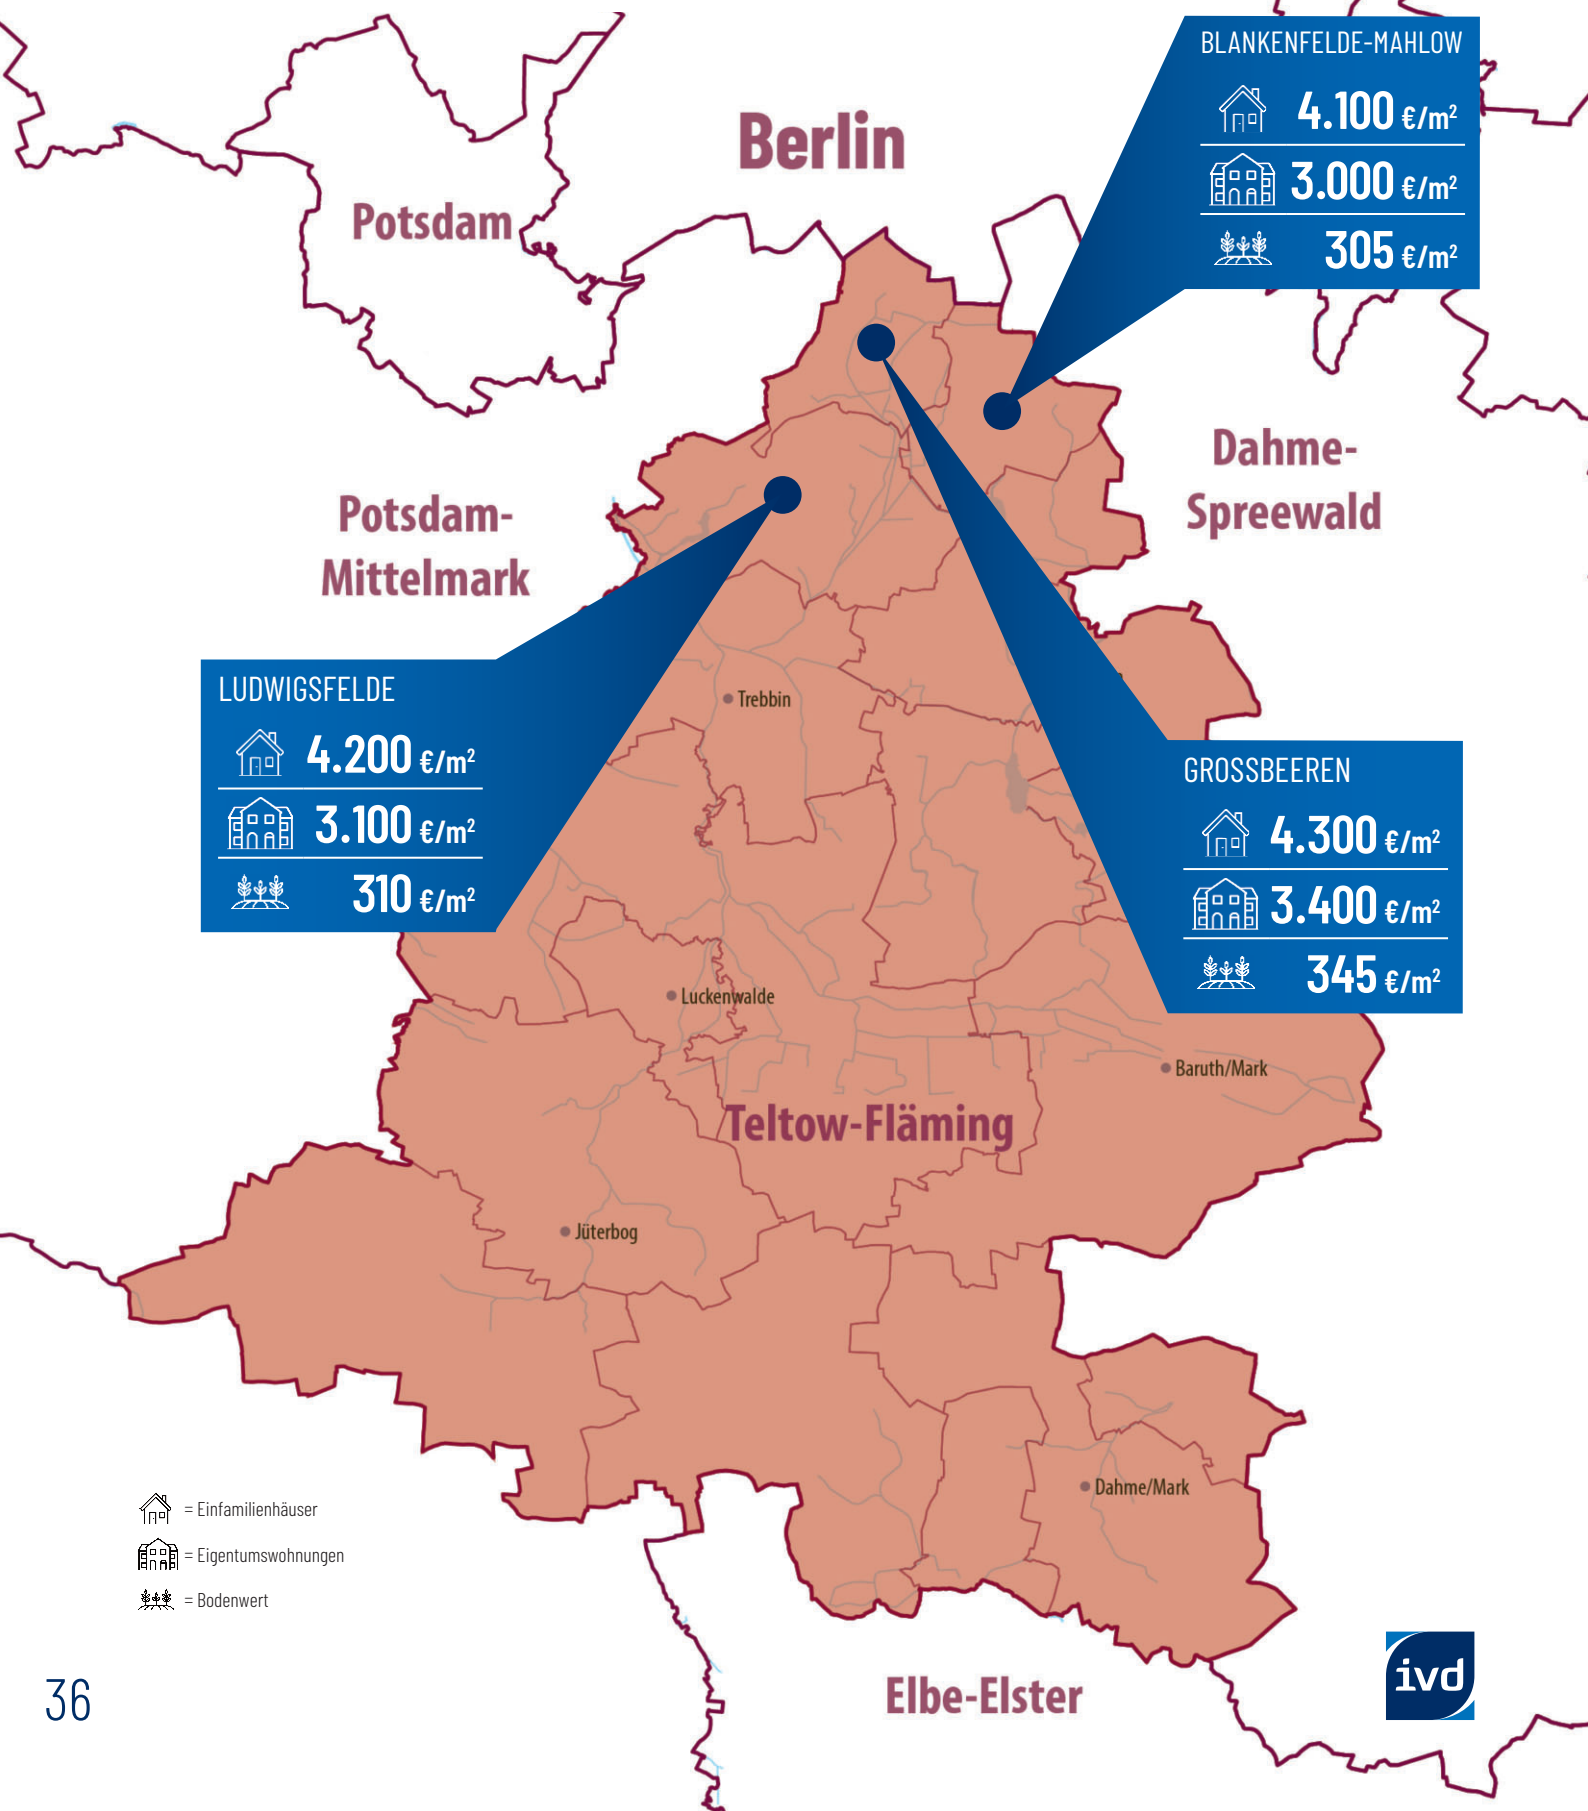 BLANKENFELDE-MAHLOW
4.100 €/m²
3.000 €/m²
305 €/m²
Berlin
Potsdam
Dahme-
Spreewald
Potsdam-
Mittelmark
LUDWIGSFELDE
4.200 €/m²
3.100 €/m²
310 €/m²
Trebbin
GROSSBEEREN
4.300 €/m²
3.400 €/m²
345 €/m²
Luckenwalde
Baruth/Mark
Teltow-Fläming
Jüterbog
Dahme/Mark
= Einfamilienhäuser
= Eigentumswohnungen
= Bodenwert
Elbe-Elster
36
ivd